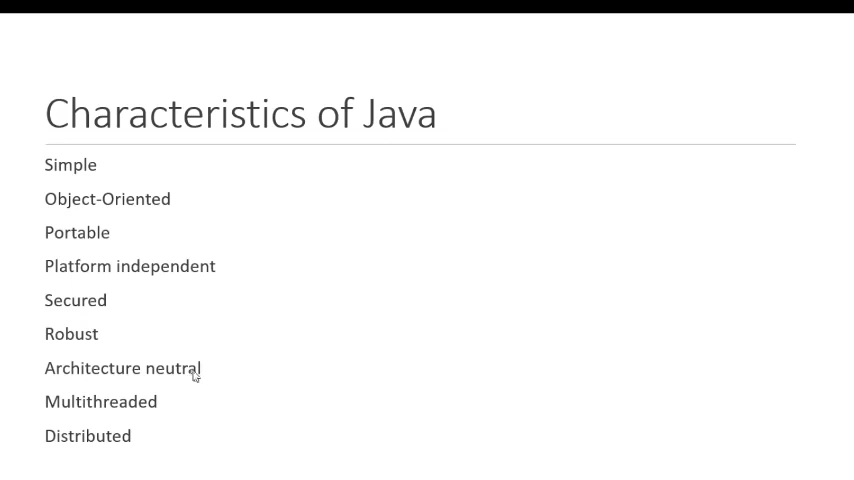 Characteristics of Java
Simple
Object-Oriented
Portable
Platform independent
Secured
Robust
Architecture neutral
Multithreaded
Distributed